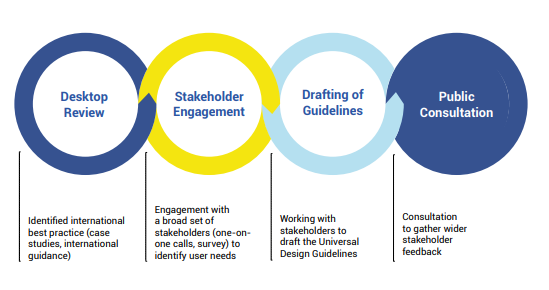 Desktop
Review
Stakeholder
Engagement
Drafting of
Guidelines
Public
Consultation
Identified international
best practice (case
studies, international
guidance)
Engagement with
a broad set of
stakeholders (one-on-
one calls, survey) to
identify user needs
Working with
stakeholders to
draft the Universal
Design Guidelines
Consultation
to gather wider
stakeholder
feedback